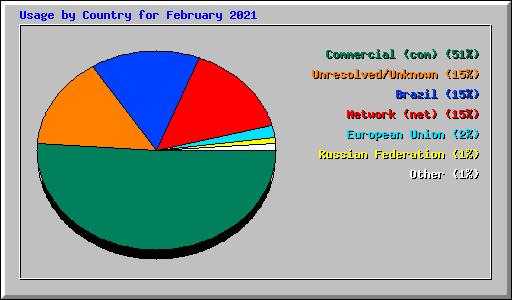 Usage by Country for February 2021
Commercial (com) (51%)
Unresolved/Unknown (15%)
Brazil (15%)
Network (net) (15%)
European Union (2%)
Russian Federation (1%)
Other (1%)